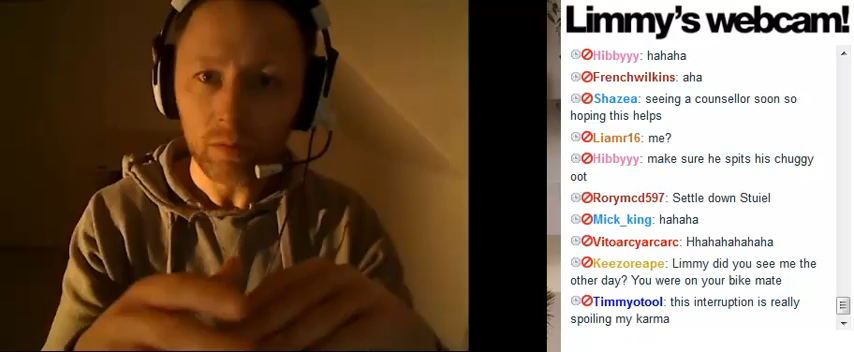 Limmy's webcam!
Hibbyyy: hahaha
Frenchwilkins: aha
Shazea: seeing a counsellor soon so
hoping this helps
Liamr16: me?
Hibbyyy: make sure he spits his chuggy
oot
Rorymcd597: Settle down Stuiel
Mick_king: hahaha
Vitoarcyarcarc: Hhahahahahaha
Keezoreape: Limmy did you see me the
other day? You were on your bike mate
Timmyotool: this interruption is really
spoiling my karma